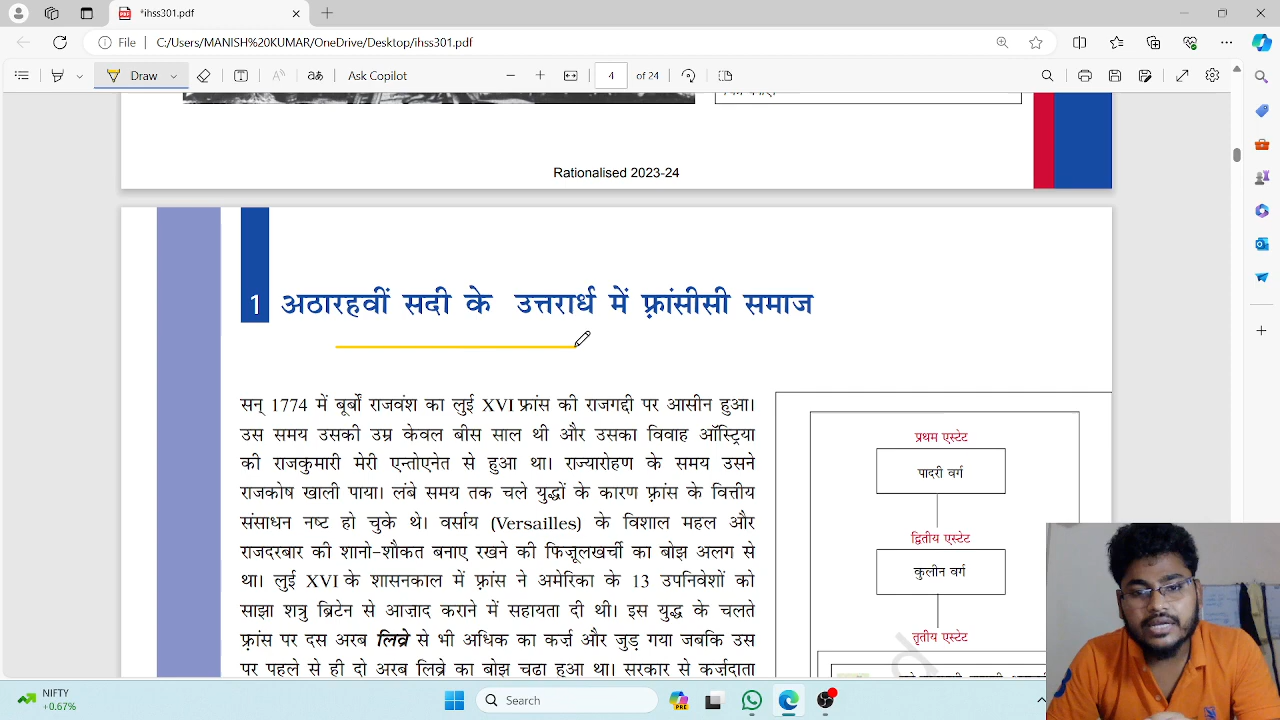 *ihss301.pdf
File C:/Users/MANISH%20KUMAR/OneDrive/Desktop/ihss301.pdf
Draw Ask Copilot 4 of 24
Rationalised 2023-24
1 अठारहवीं सदी के उत्तरार्ध में फ़्रांसीसी समाज
सन् 1774 में बूर्बों राजवंश का लुई XVI फ़्रांस की राजगद्दी पर आसीन हुआ।
उस समय उसकी उम्र केवल बीस साल थी और उसका विवाह ऑस्ट्रिया
की राजकुमारी मेरी एन्तोएनेत से हुआ था। राज्यारोहण के समय उसने
राजकोष खाली पाया। लंबे समय तक चले युद्धों के कारण फ़्रांस के वित्तीय
संसाधन नष्ट हो चुके थे। वर्साय (Versailles) के विशाल महल और
राजदरबार की शानो-शौकत बनाए रखने की फिज़ूलखर्ची का बोझ अलग से
था। लुई XVI के शासनकाल में फ़्रांस ने अमेरिका के 13 उपनिवेशों को
साझा शत्रु ब्रिटेन से आज़ाद कराने में सहायता दी थी। इस युद्ध के चलते
फ़्रांस पर दस अरब लिव्रे से भी अधिक का कर्ज़ और जुड़ गया जबकि उस
पर पहले से ही दो अरब लिव्रे का बोझ चढ़ा हुआ था। सरकार से कर्ज़दाता
प्रथम एस्टेट
पादरी वर्ग
द्वितीय एस्टेट
कुलीन वर्ग
तृतीय एस्टेट
NIFTY
+0.67%
Search
PRE